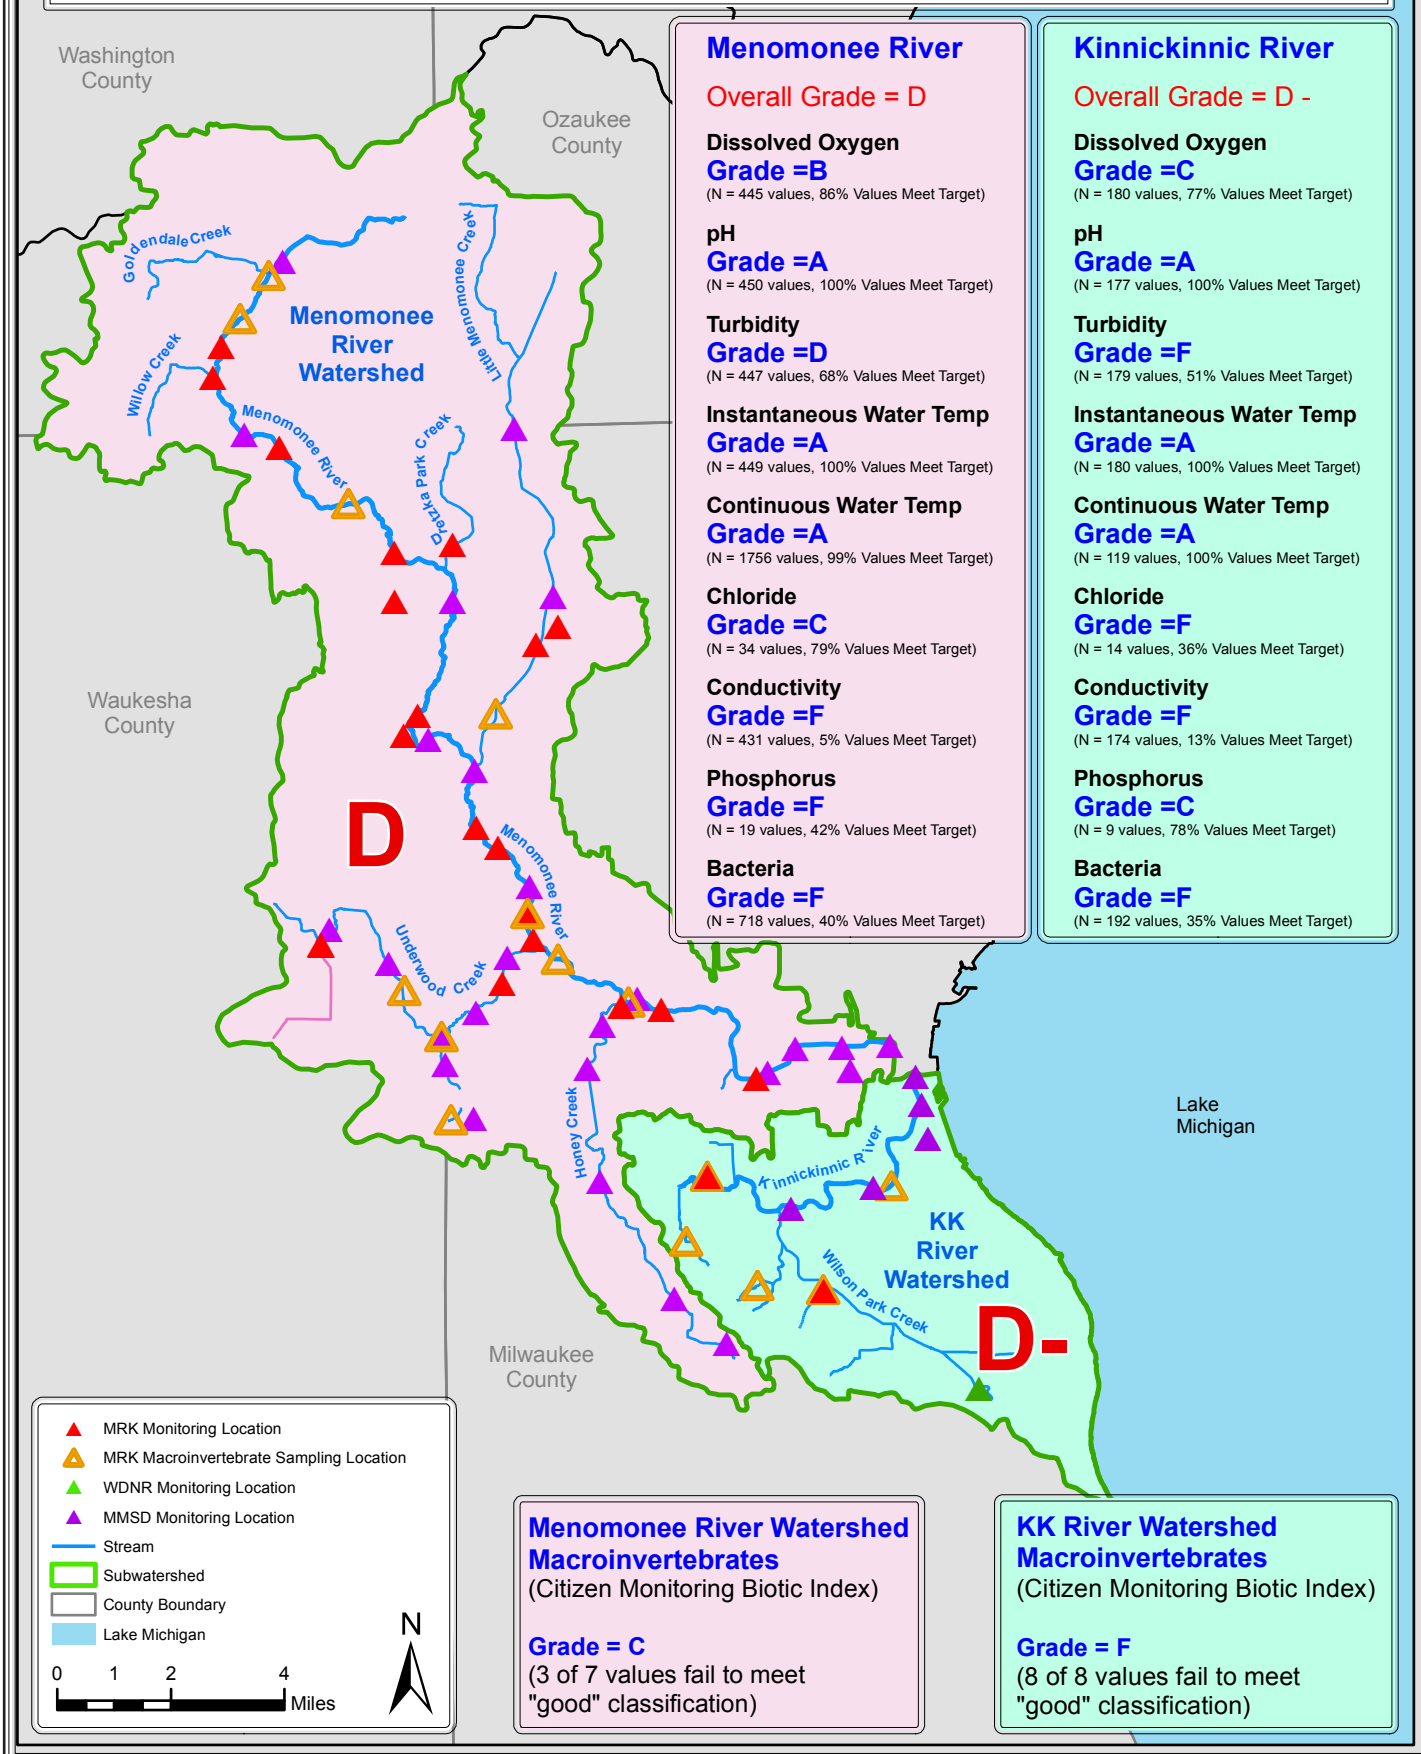 Washington
County
Ozaukee
County
Waukesha
County
Milwaukee
County
Lake
Michigan
Menomonee River
Overall Grade = D
Dissolved Oxygen
Grade =B
(N = 445 values, 86% Values Meet Target)
pH
Grade =A
(N = 450 values, 100% Values Meet Target)
Turbidity
Grade =D
(N = 447 values, 68% Values Meet Target)
Instantaneous Water Temp
Grade =A
(N = 449 values, 100% Values Meet Target)
Continuous Water Temp
Grade =A
(N = 1756 values, 99% Values Meet Target)
Chloride
Grade =C
(N = 34 values, 79% Values Meet Target)
Conductivity
Grade =F
(N = 431 values, 5% Values Meet Target)
Phosphorus
Grade =F
(N = 19 values, 42% Values Meet Target)
Bacteria
Grade =F
(N = 718 values, 40% Values Meet Target)
Kinnickinnic River
Overall Grade = D -
Dissolved Oxygen
Grade =C
(N = 180 values, 77% Values Meet Target)
pH
Grade =A
(N = 177 values, 100% Values Meet Target)
Turbidity
Grade =F
(N = 179 values, 51% Values Meet Target)
Instantaneous Water Temp
Grade =A
(N = 180 values, 100% Values Meet Target)
Continuous Water Temp
Grade =A
(N = 119 values, 100% Values Meet Target)
Chloride
Grade =F
(N = 14 values, 36% Values Meet Target)
Conductivity
Grade =F
(N = 174 values, 13% Values Meet Target)
Phosphorus
Grade =C
(N = 9 values, 78% Values Meet Target)
Bacteria
Grade =F
(N = 192 values, 35% Values Meet Target)
Goldendale Creek
Little Menomonee Creek
Menomonee
River
Watershed
Willow Creek
Menomonee River
Dretzka Park Creek
D
Menomonee River
Underwood Creek
Honey Creek
Kinnickinnic River
KK
River
Watershed
Wilson Park Creek
D-
MRK Monitoring Location
MRK Macroinvertebrate Sampling Location
WDNR Monitoring Location
MMSD Monitoring Location
Stream
Subwatershed
County Boundary
Lake Michigan
N
0 1 2 4
Miles
Menomonee River Watershed
Macroinvertebrates
(Citizen Monitoring Biotic Index)
Grade = C
(3 of 7 values fail to meet
"good" classification)
KK River Watershed
Macroinvertebrates
(Citizen Monitoring Biotic Index)
Grade = F
(8 of 8 values fail to meet
"good" classification)